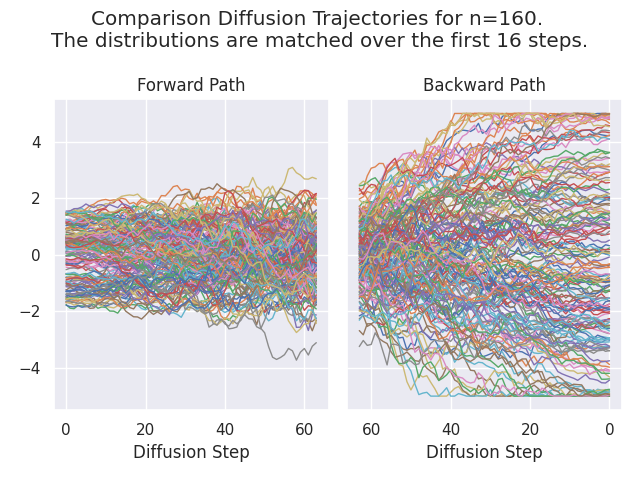 Comparison Diffusion Trajectories for n=160.
The distributions are matched over the first 16 steps.
Forward Path
Backward Path
4
2
0
−2
−4
0 20 40 60
60 40 20 0
Diffusion Step
Diffusion Step